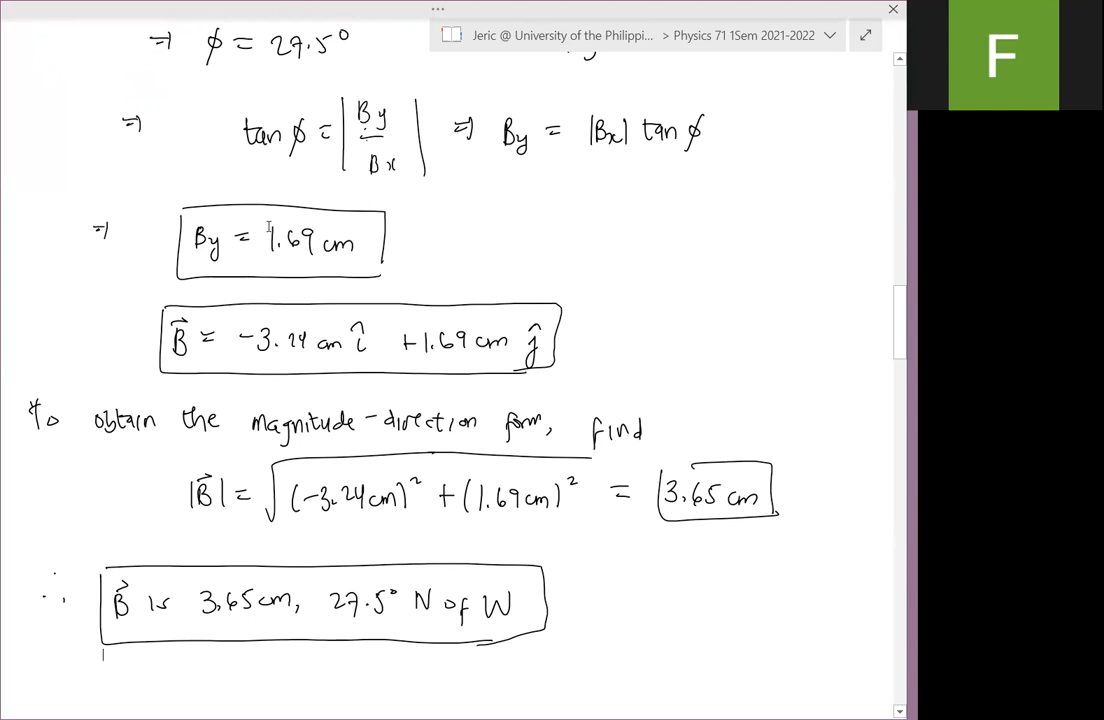 ⇒ ϕ = 27.5°
Jeric @ University of the Philippi... > Physics 71 1Sem 2021-2022
F
⇒ tan ϕ = |By/Bx| ⇒ By = |Bx| tan ϕ
⇒ By = 1.69 cm
B⃗ = -3.24 cm î + 1.69 cm ĵ
To obtain the magnitude-direction form, find
|B⃗| = √((-3.24cm)² + (1.69cm)²) = 3.65 cm
∴ B⃗ is 3.65cm, 27.5° N of W